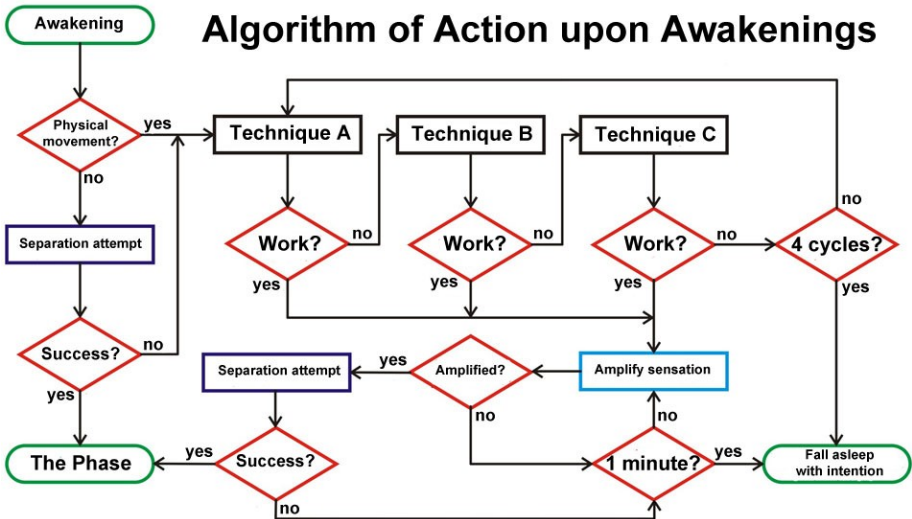 Algorithm of Action upon Awakenings
Awakening
Physical
movement?
yes
no
Separation attempt
Success?
no
yes
The Phase
Technique A
Technique B
Technique C
Work?
no
yes
Work?
no
yes
Work?
no
yes
4 cycles?
no
yes
Amplify sensation
Amplified?
yes
no
Separation attempt
Success?
yes
no
1 minute?
no
yes
Fall asleep
with intention